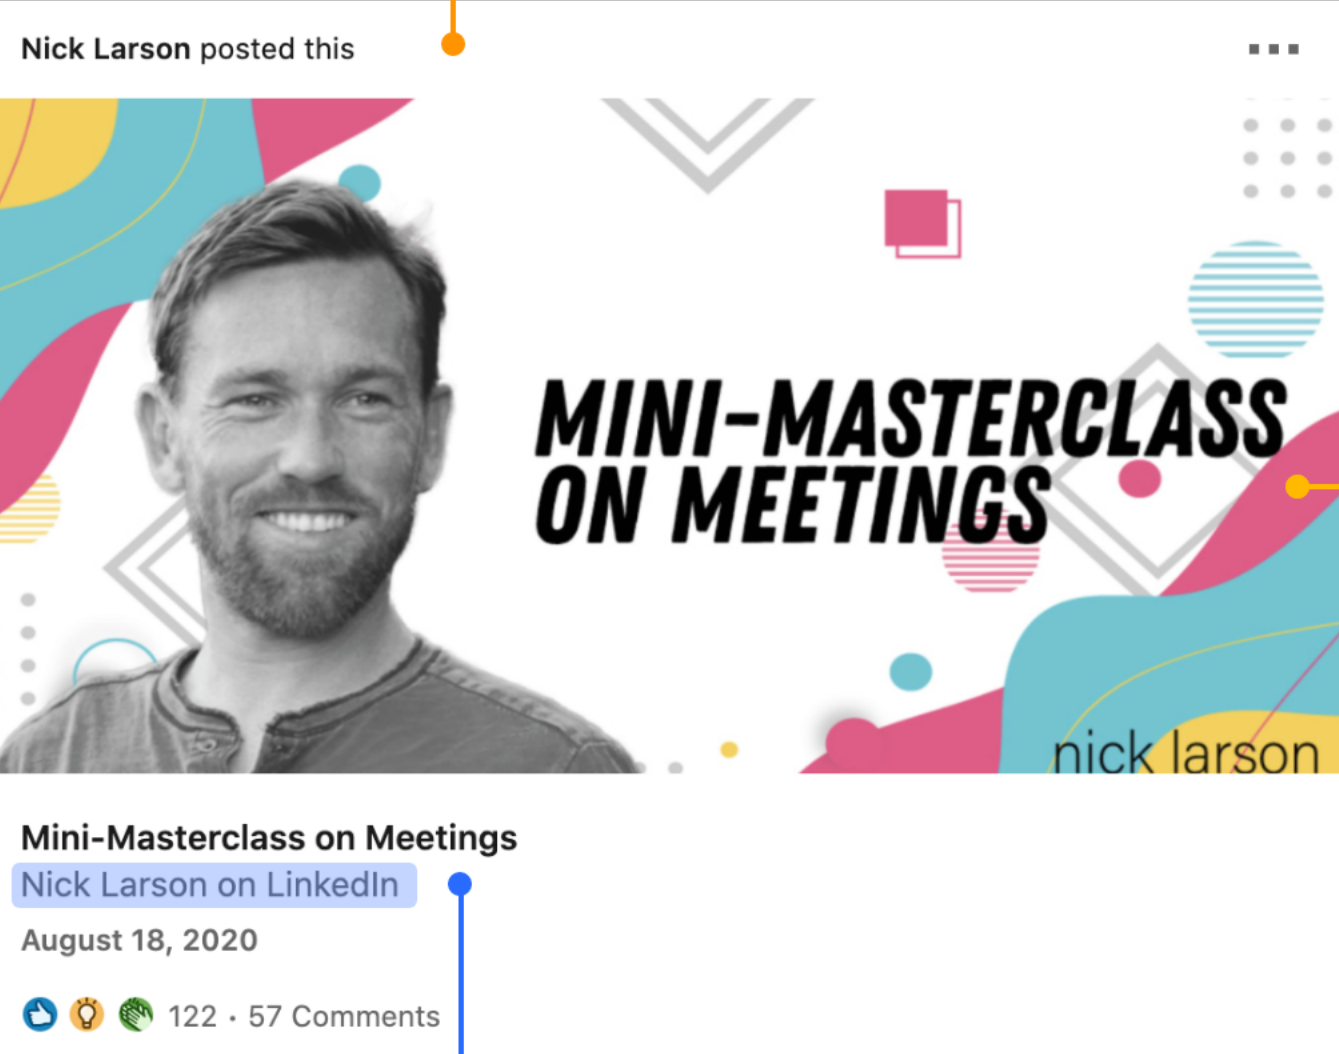 Nick Larson posted this
MINI-MASTERCLASS
ON MEETINGS
nick larson
Mini-Masterclass on Meetings
Nick Larson on LinkedIn
August 18, 2020
122 · 57 Comments